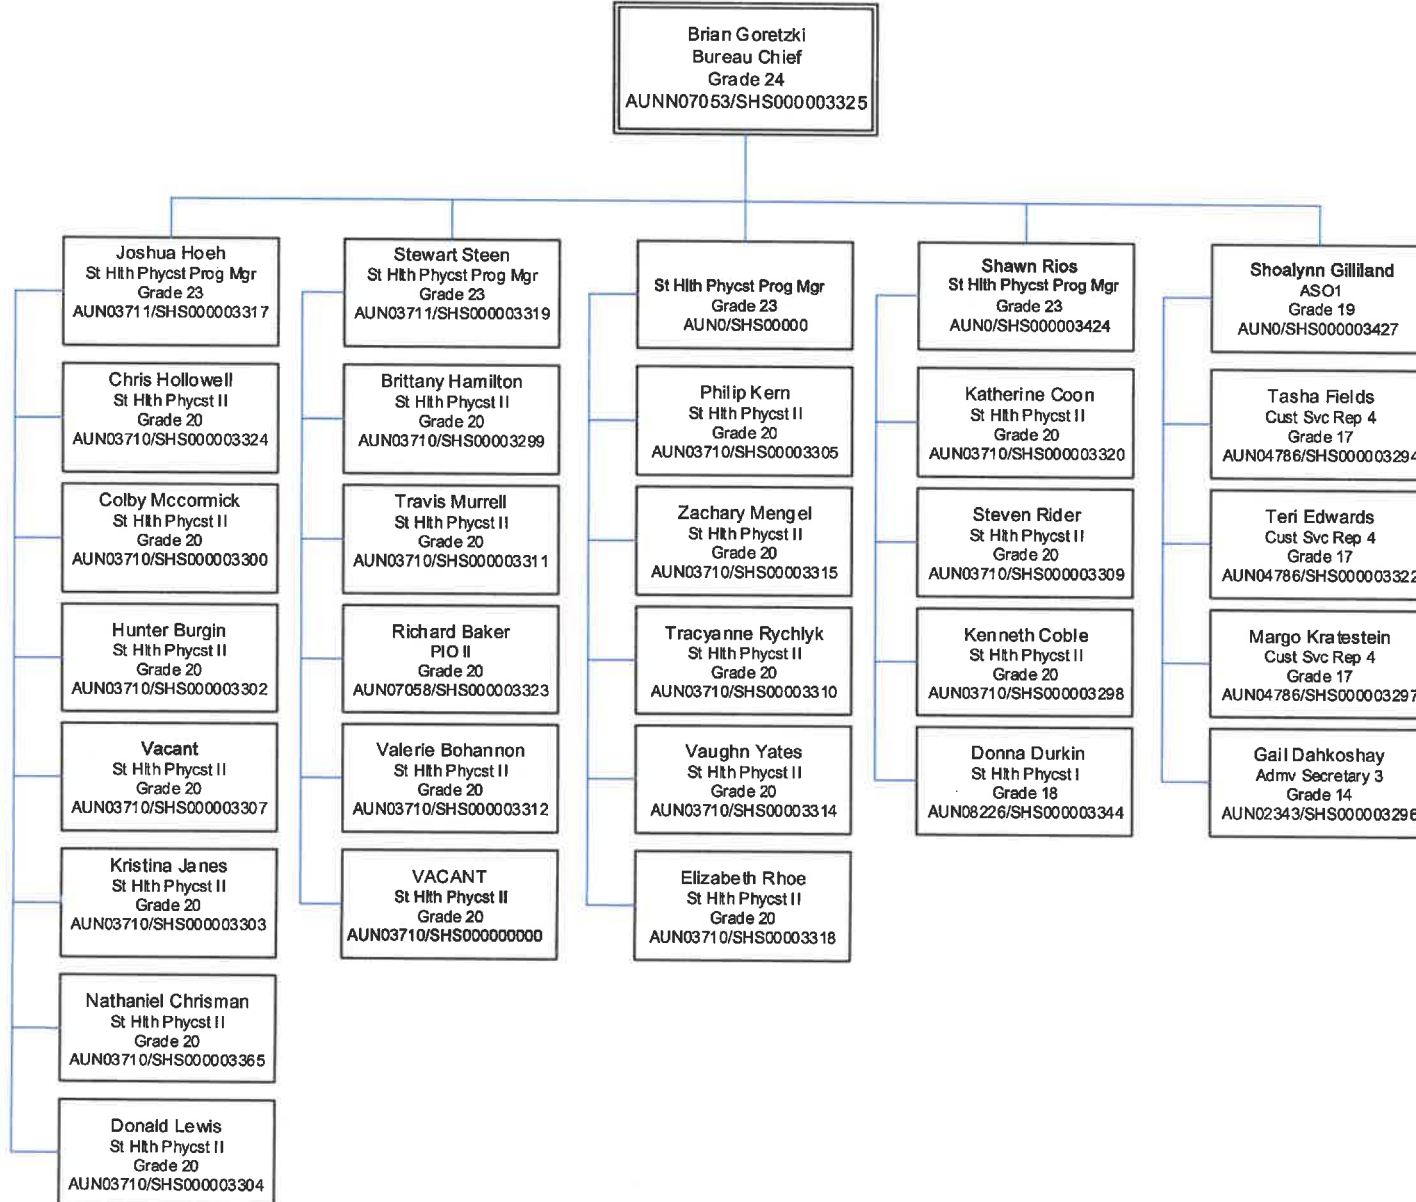 Brian Goretzki
Bureau Chief
Grade 24
AUNN07053/SHS000003325
Joshua Hoeh
St Hlth Phycst Prog Mgr
Grade 23
AUN03711/SHS000003317
Chris Hollowell
St Hlth Phycst II
Grade 20
AUN03710/SHS000003324
Colby Mccormick
St Hlth Phycst II
Grade 20
AUN03710/SHS000003300
Hunter Burgin
St Hlth Phycst II
Grade 20
AUN03710/SHS000003302
Vacant
St Hlth Phycst II
Grade 20
AUN03710/SHS000003307
Kristina Janes
St Hlth Phycst II
Grade 20
AUN03710/SHS000003303
Nathaniel Chrisman
St Hlth Phycst II
Grade 20
AUN03710/SHS000003365
Donald Lewis
St Hlth Phycst II
Grade 20
AUN03710/SHS000003304
Stewart Steen
St Hlth Phycst Prog Mgr
Grade 23
AUN03711/SHS000003319
Brittany Hamilton
St Hlth Phycst II
Grade 20
AUN03710/SHS00003299
Travis Murrell
St Hlth Phycst II
Grade 20
AUN03710/SHS000003311
Richard Baker
PIO II
Grade 20
AUN07058/SHS000003323
Valerie Bohannon
St Hlth Phycst II
Grade 20
AUN03710/SHS000003312
VACANT
St Hlth Phycst II
Grade 20
AUN03710/SHS000000000
St Hlth Phycst Prog Mgr
Grade 23
AUN0/SHS00000
Philip Kern
St Hlth Phycst II
Grade 20
AUN03710/SHS00003305
Zachary Mengel
St Hlth Phycst II
Grade 20
AUN03710/SHS00003315
Tracyanne Rychlyk
St Hlth Phycst II
Grade 20
AUN03710/SHS00003310
Vaughn Yates
St Hlth Phycst II
Grade 20
AUN03710/SHS00003314
Elizabeth Rhoe
St Hlth Phycst II
Grade 20
AUN03710/SHS00003318
Shawn Rios
St Hlth Phycst Prog Mgr
Grade 23
AUN0/SHS000003424
Katherine Coon
St Hlth Phycst II
Grade 20
AUN03710/SHS000003320
Steven Rider
St Hlth Phycst II
Grade 20
AUN03710/SHS000003309
Kenneth Coble
St Hlth Phycst II
Grade 20
AUN03710/SHS000003298
Donna Durkin
St Hlth Phycst I
Grade 18
AUN08226/SHS000003344
Shoalynn Gilliland
ASO1
Grade 19
AUN0/SHS000003427
Tasha Fields
Cust Svc Rep 4
Grade 17
AUN04786/SHS000003294
Teri Edwards
Cust Svc Rep 4
Grade 17
AUN04786/SHS000003322
Margo Kratestein
Cust Svc Rep 4
Grade 17
AUN04786/SHS000003297
Gail Dahkoshay
Admv Secretary 3
Grade 14
AUN02343/SHS000003296